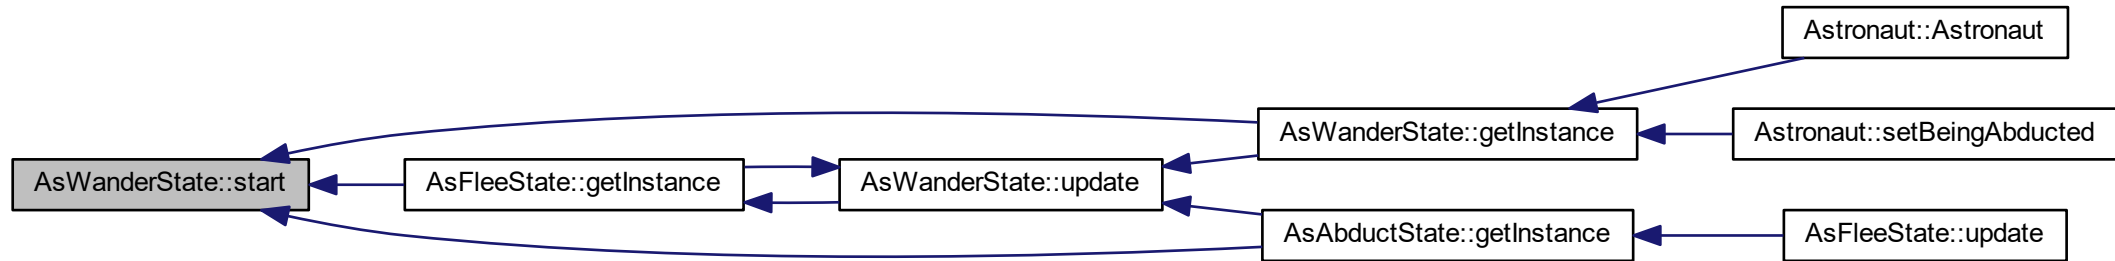 Astronaut::Astronaut
AsWanderState::getInstance
Astronaut::setBeingAbducted
AsWanderState::start
AsFleeState::getInstance
AsWanderState::update
AsAbductState::getInstance
AsFleeState::update